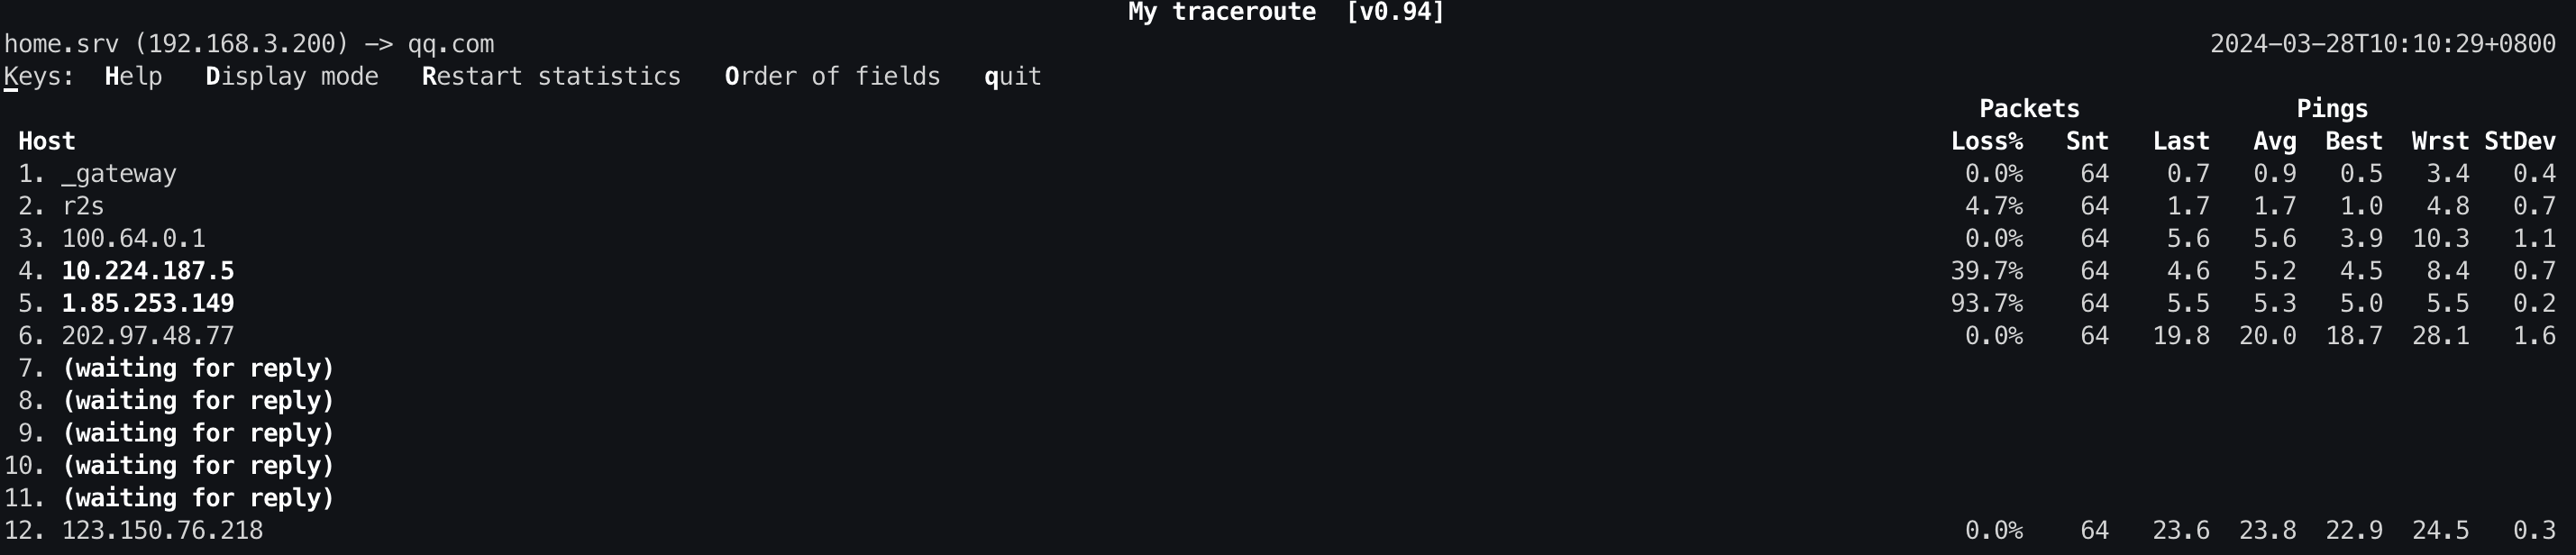 My traceroute  [v0.94]
home.srv (192.168.3.200) -> qq.com 2024-03-28T10:10:29+0800
Keys:  Help   Display mode   Restart statistics   Order of fields   quit
Packets Pings
Host Loss% Snt Last Avg Best Wrst StDev
1. _gateway 0.0% 64 0.7 0.9 0.5 3.4 0.4
2. r2s 4.7% 64 1.7 1.7 1.0 4.8 0.7
3. 100.64.0.1 0.0% 64 5.6 5.6 3.9 10.3 1.1
4. 10.224.187.5 39.7% 64 4.6 5.2 4.5 8.4 0.7
5. 1.85.253.149 93.7% 64 5.5 5.3 5.0 5.5 0.2
6. 202.97.48.77 0.0% 64 19.8 20.0 18.7 28.1 1.6
7. (waiting for reply)
8. (waiting for reply)
9. (waiting for reply)
10. (waiting for reply)
11. (waiting for reply)
12. 123.150.76.218 0.0% 64 23.6 23.8 22.9 24.5 0.3